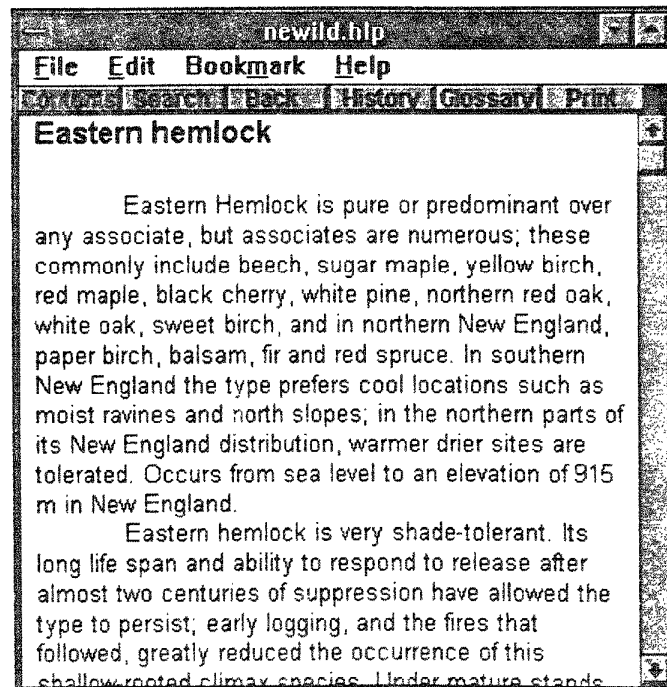 newild.hlp
File Edit Bookmark Help
Contents Search Back History Glossary Print
Eastern hemlock
Eastern Hemlock is pure or predominant over
any associate, but associates are numerous; these
commonly include beech, sugar maple, yellow birch,
red maple, black cherry, white pine, northern red oak,
white oak, sweet birch, and in northern New England,
paper birch, balsam, fir and red spruce. In southern
New England the type prefers cool locations such as
moist ravines and north slopes; in the northern parts of
its New England distribution, warmer drier sites are
tolerated. Occurs from sea level to an elevation of 915
m in New England.
Eastern hemlock is very shade-tolerant. Its
long life span and ability to respond to release after
almost two centuries of suppression have allowed the
type to persist; early logging, and the fires that
followed, greatly reduced the occurrence of this
shallow-rooted climax species. Under mature stands